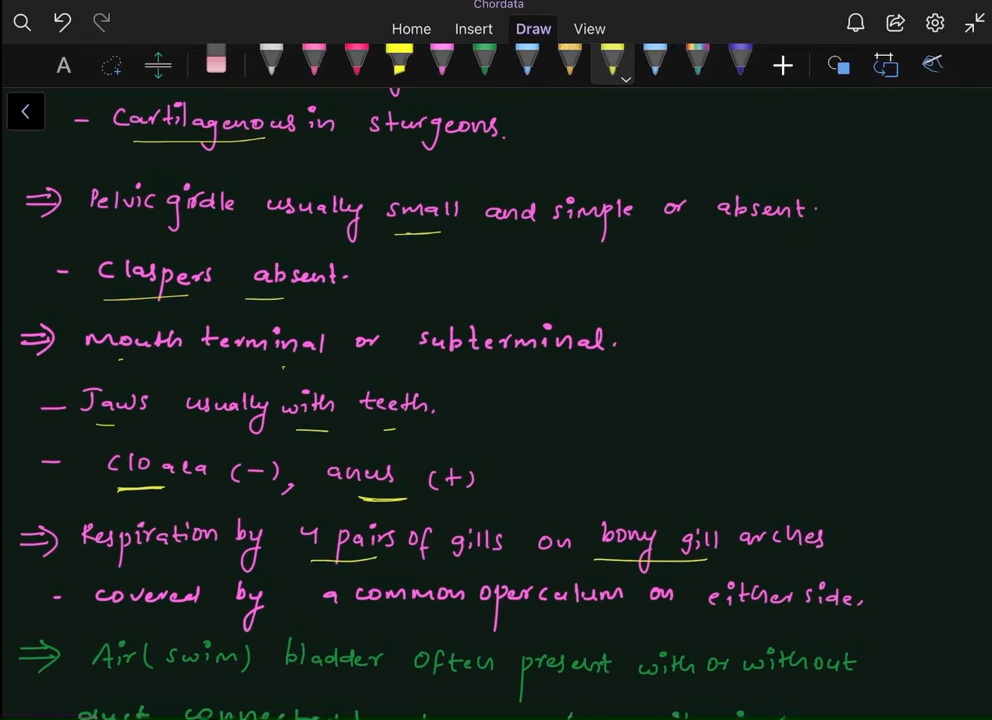 Chordata
Home Insert Draw View
- Cartilagenous in sturgeons.
⇒ Pelvic girdle usually small and simple or absent.
- Claspers absent.
⇒ Mouth terminal or subterminal.
- Jaws usually with teeth.
- Cloaca (-), anus (+)
⇒ Respiration by 4 pairs of gills on bony gill arches
- covered by a common operculum on either side.
⇒ Air (swim) bladder often present with or without
duct connected